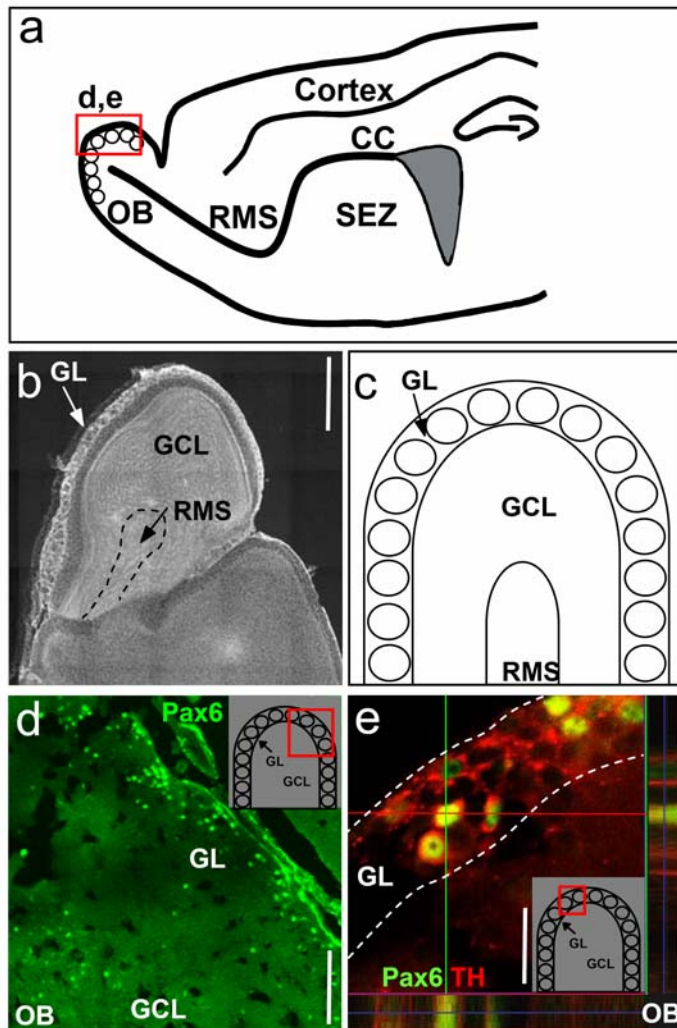 a
d,e
Cortex
CC
OB
RMS
SEZ
b
GL
GCL
RMS
c
GL
GCL
RMS
d
Pax6
GL
GCL
GL
OB
GCL
e
GL
GL
GCL
Pax6 TH
OB